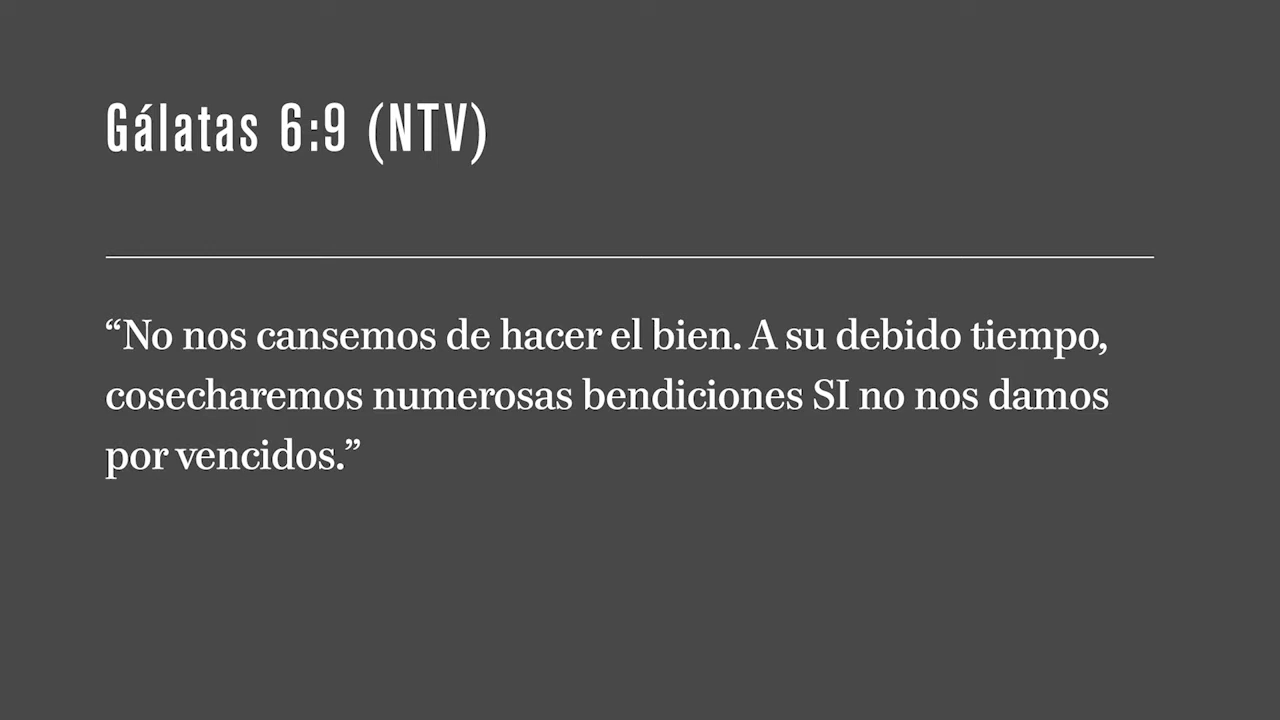 Gálatas 6:9 (NTV)
“No nos cansemos de hacer el bien. A su debido tiempo,
cosecharemos numerosas bendiciones SI no nos damos
por vencidos.”